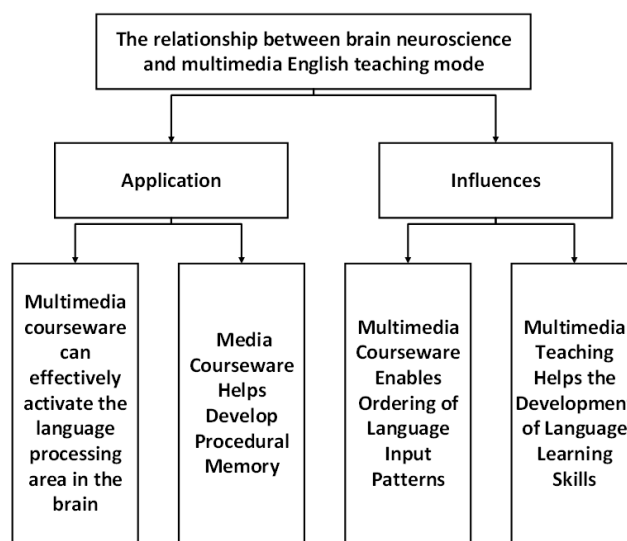 The relationship between brain neuroscience
and multimedia English teaching mode
Application
Influences
Multimedia
courseware
can
effectively
activate the
language
processing
area in the
brain
Media
Courseware
Helps
Develop
Procedural
Memory
Multimedia
Courseware
Enables
Ordering of
Language
Input
Patterns
Multimedia
Teaching
Helps the
Development
of Language
Learning
Skills